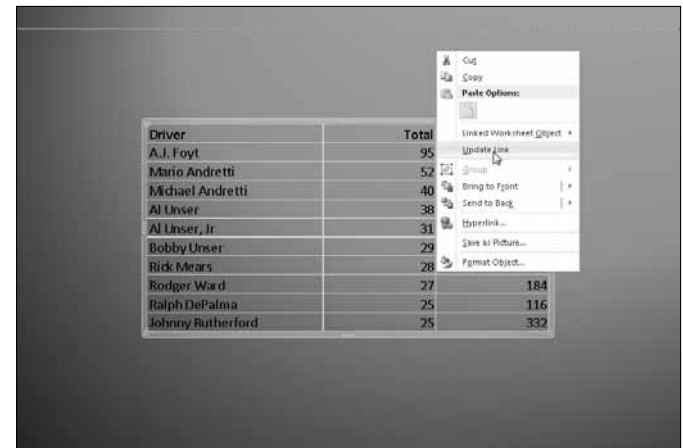 Cut
Copy
Paste Options:
Linked Worksheet Object
Update Link
Group
Bring to Front
Send to Back
Hyperlink...
Save as Picture...
Format Object...
Driver Total
A.J. Foyt 95
Mario Andretti 52
Michael Andretti 40
Al Unser 38
Al Unser, Jr 31
Bobby Unser 29
Rick Mears 28
Rodger Ward 27 184
Ralph DePalma 25 116
Johnny Rutherford 25 332